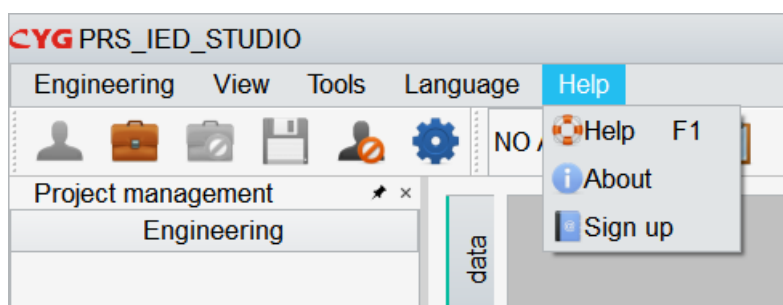 CYG PRS_IED_STUDIO
Engineering View Tools Language Help
NO
Help F1
About
Sign up
Project management
Engineering
data